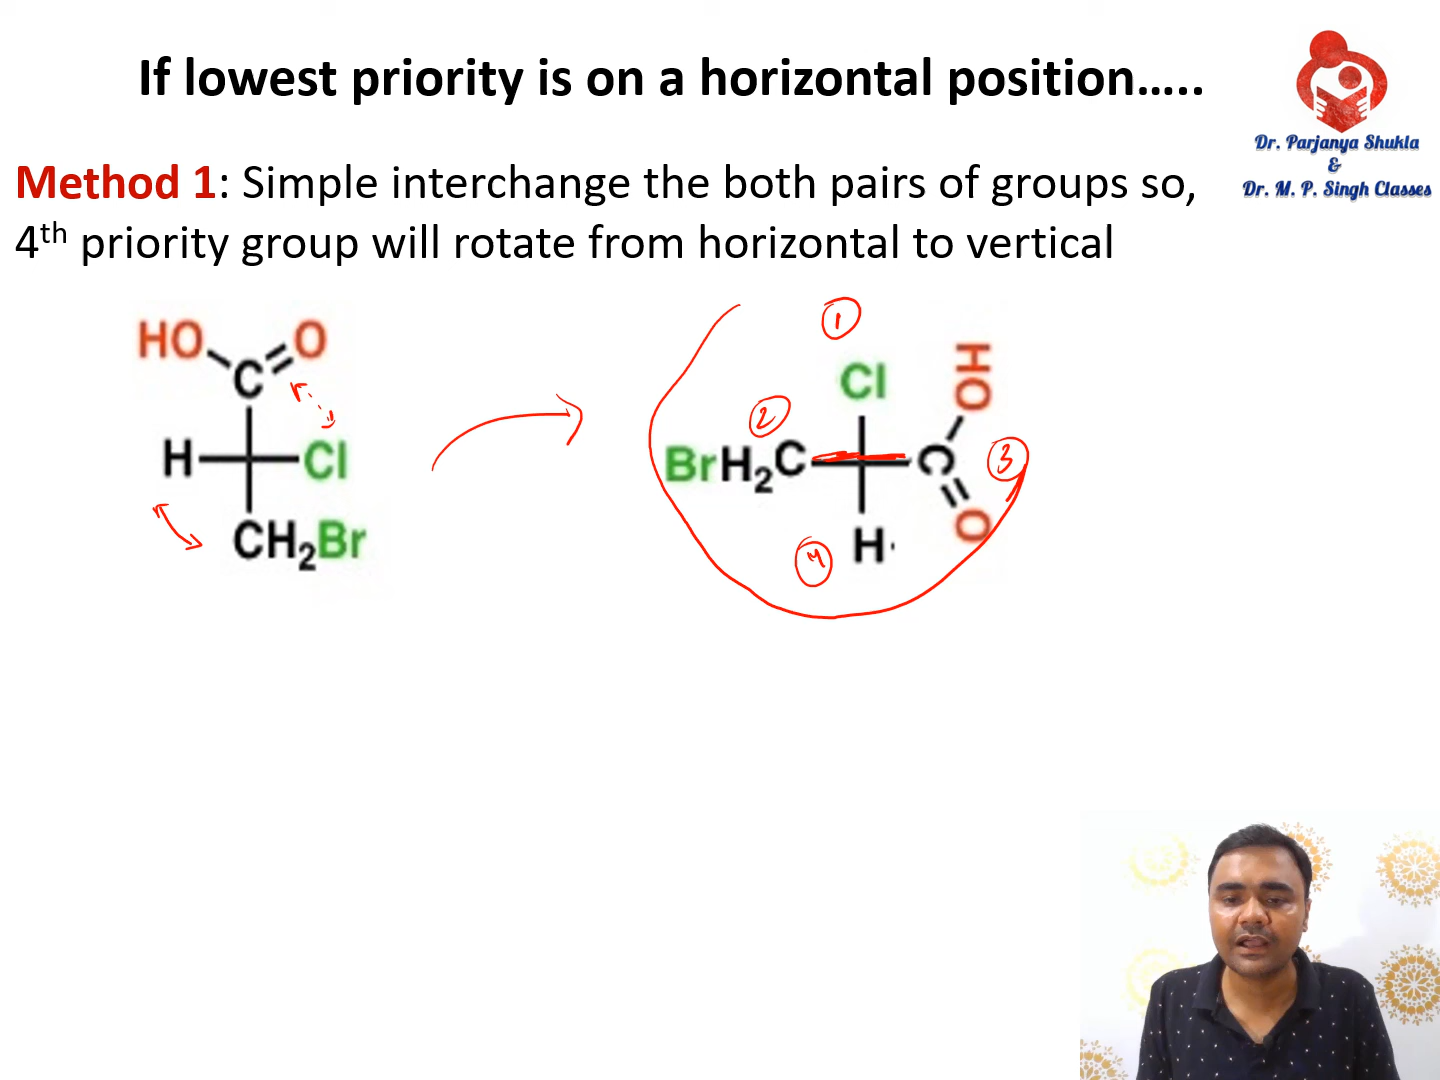 If lowest priority is on a horizontal position.....
Dr. Parjanya Shukla
&
Dr. M. P. Singh Classes
Method 1: Simple interchange the both pairs of groups so,
4th priority group will rotate from horizontal to vertical
HO O
C
H Cl
CH2Br
1
Cl HO
2
BrH2C C 3
O
4 H